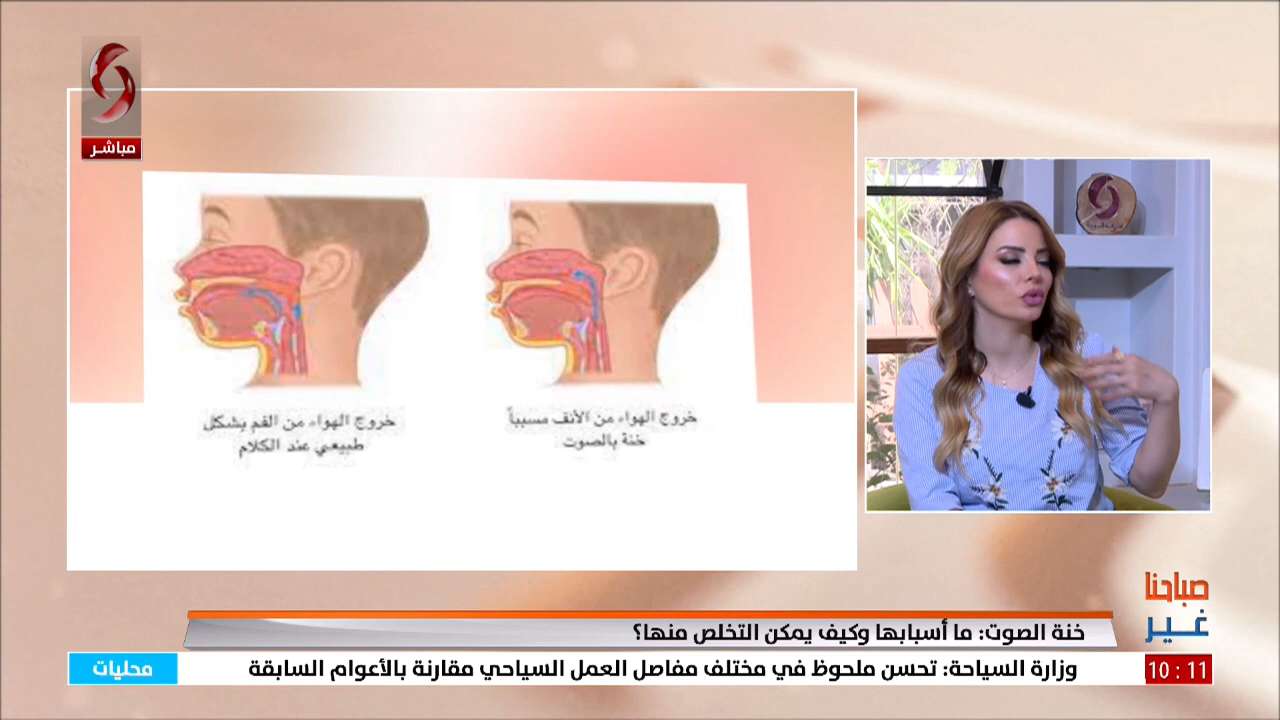 مباشر
خروج الهواء من الفم بشكل
طبيعي عند الكلام
خروج الهواء من الأنف مسبباً
خنة بالصوت
صباحنا
غير
خنة الصوت: ما أسبابها وكيف يمكن التخلص منها؟
10 : 11
وزارة السياحة: تحسن ملحوظ في مختلف مفاصل العمل السياحي مقارنة بالأعوام السابقة
محليات